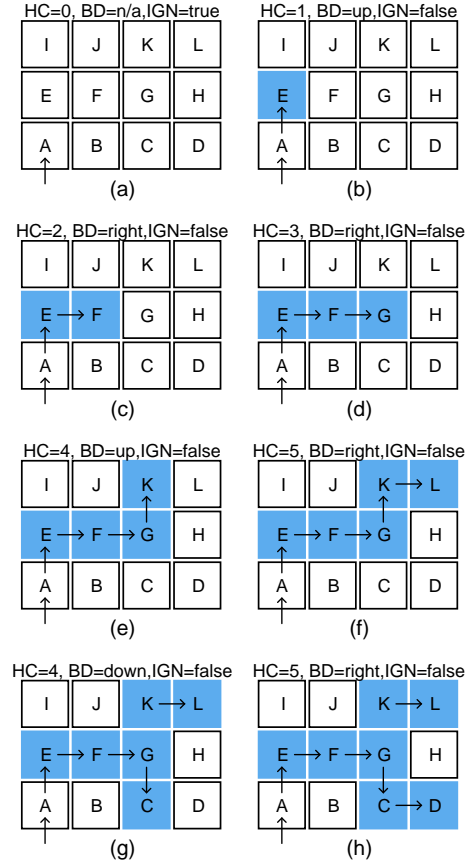 HC=0, BD=n/a,IGN=true
I J K L
E F G H
A B C D
(a)
HC=1, BD=up,IGN=false
I J K L
E F G H
A B C D
(b)
HC=2, BD=right,IGN=false
I J K L
E F G H
A B C D
(c)
HC=3, BD=right,IGN=false
I J K L
E F G H
A B C D
(d)
HC=4, BD=up,IGN=false
I J K L
E F G H
A B C D
(e)
HC=5, BD=right,IGN=false
I J K L
E F G H
A B C D
(f)
HC=4, BD=down,IGN=false
I J K L
E F G H
A B C D
(g)
HC=5, BD=right,IGN=false
I J K L
E F G H
A B C D
(h)